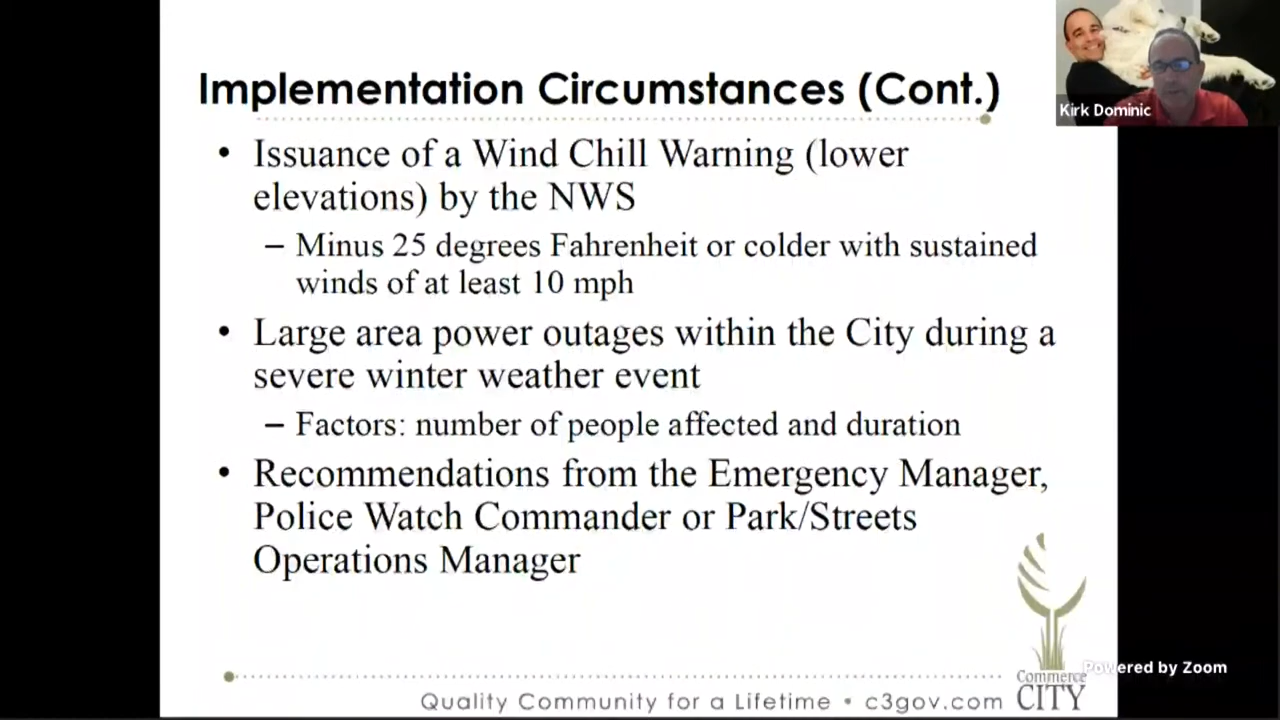 Implementation Circumstances (Cont.)
Kirk Dominic
• Issuance of a Wind Chill Warning (lower
elevations) by the NWS
– Minus 25 degrees Fahrenheit or colder with sustained
winds of at least 10 mph
• Large area power outages within the City during a
severe winter weather event
– Factors: number of people affected and duration
• Recommendations from the Emergency Manager,
Police Watch Commander or Park/Streets
Operations Manager
Powered by Zoom
Commerce
CITY
Quality Community for a Lifetime • c3gov.com